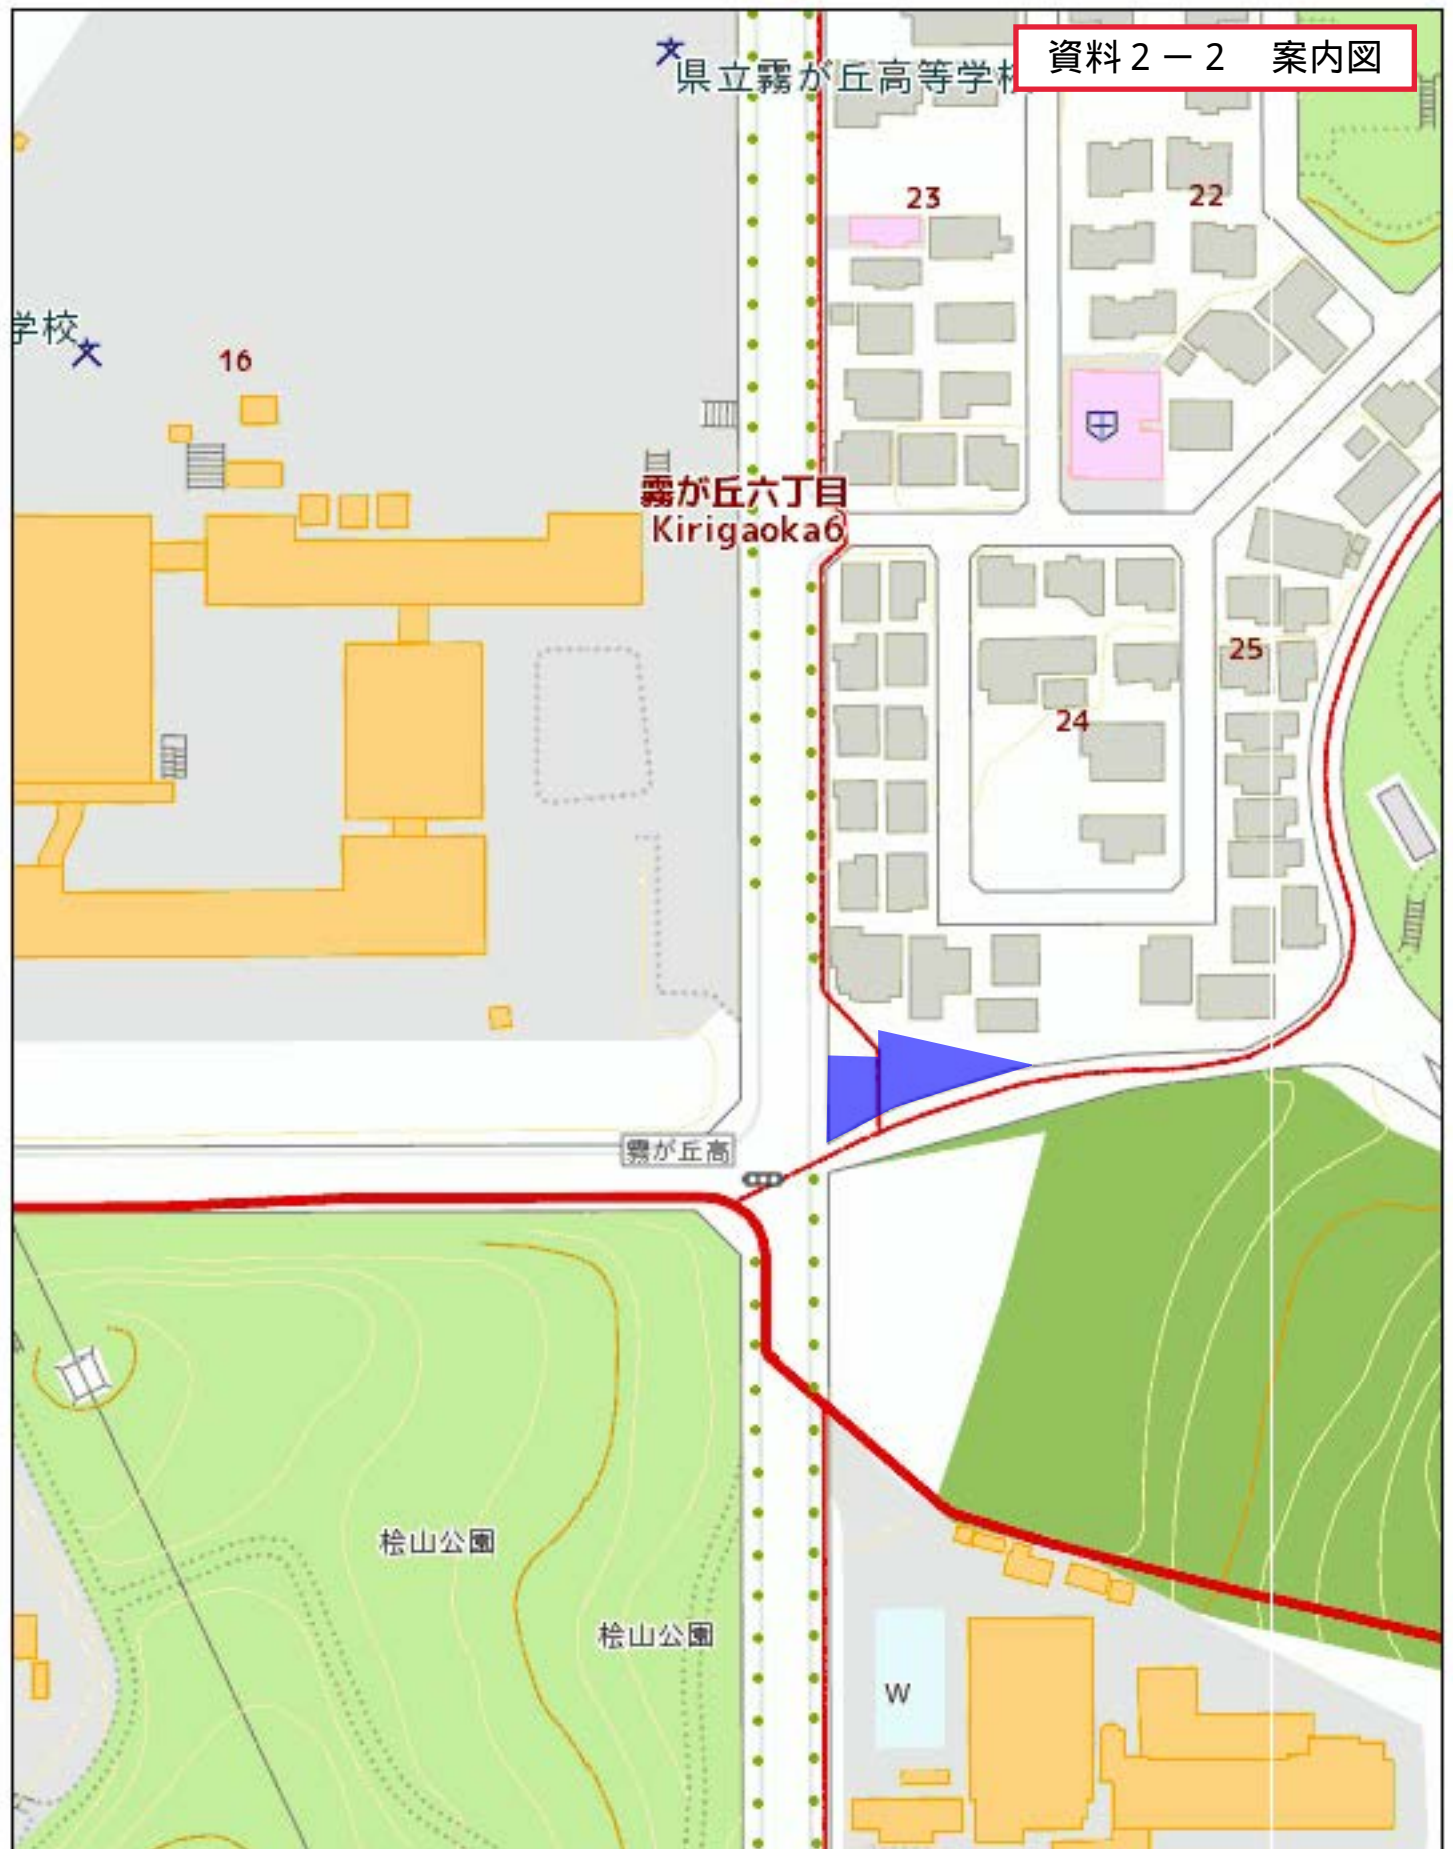 資料２－２　案内図
県立霧が丘高等学校
23
22
学校
16
霧が丘六丁目
Kirigaoka6
25
24
霧が丘高
桧山公園
桧山公園
W